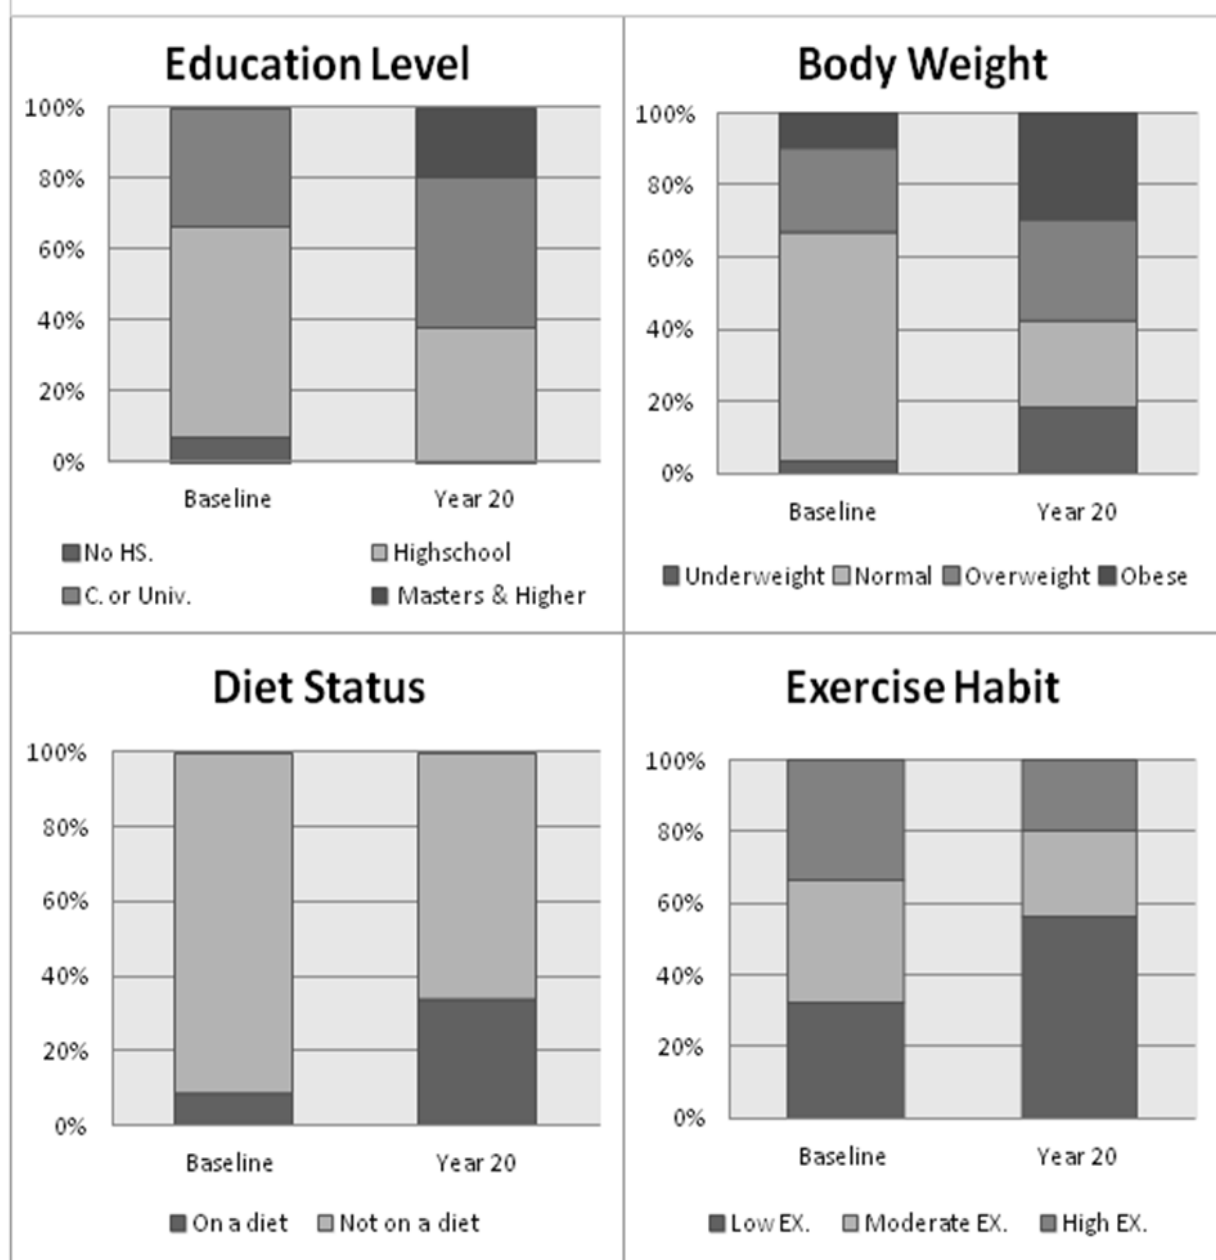 Education Level
100%
80%
60%
40%
20%
0%
Baseline Year 20
No HS. Highschool
C. or Univ. Masters & Higher
Body Weight
100%
80%
60%
40%
20%
0%
Baseline Year 20
Underweight Normal Overweight Obese
Diet Status
100%
80%
60%
40%
20%
0%
Baseline Year 20
On a diet Not on a diet
Exercise Habit
100%
80%
60%
40%
20%
0%
Baseline Year 20
Low EX. Moderate EX. High EX.